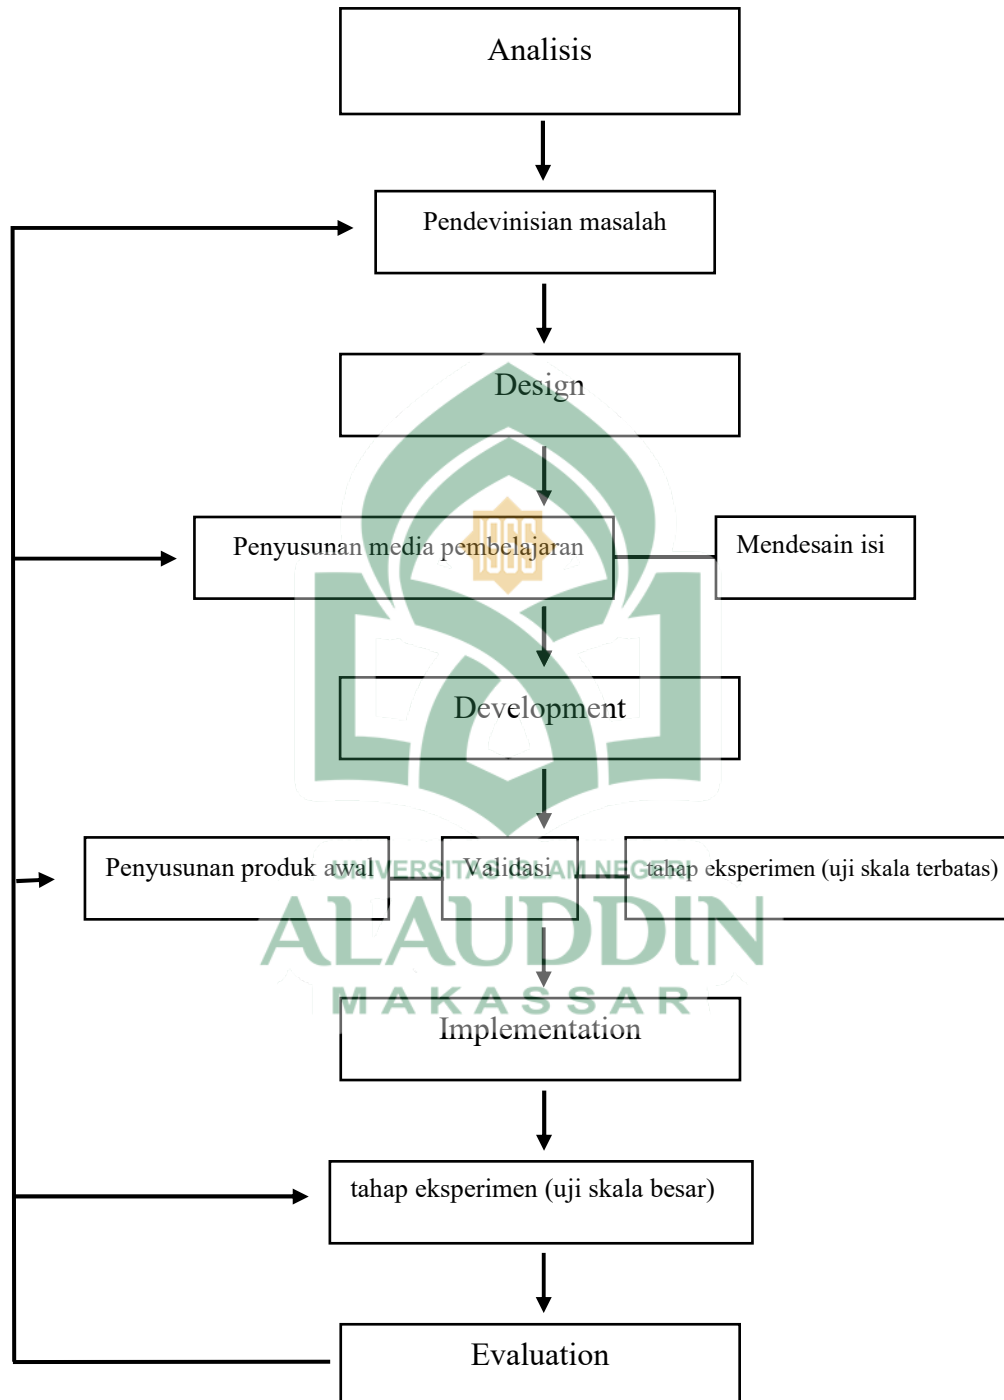 Analisis
Pendevinisian masalah
Design
Penyusunan media pembelajaran
Mendesain isi
Development
Penyusunan produk awal
Validasi
tahap eksperimen (uji skala terbatas)
UNIVERSITAS ISLAM NEGERI
ALAUDDIN
MAKASSAR
Implementation
tahap eksperimen (uji skala besar)
Evaluation